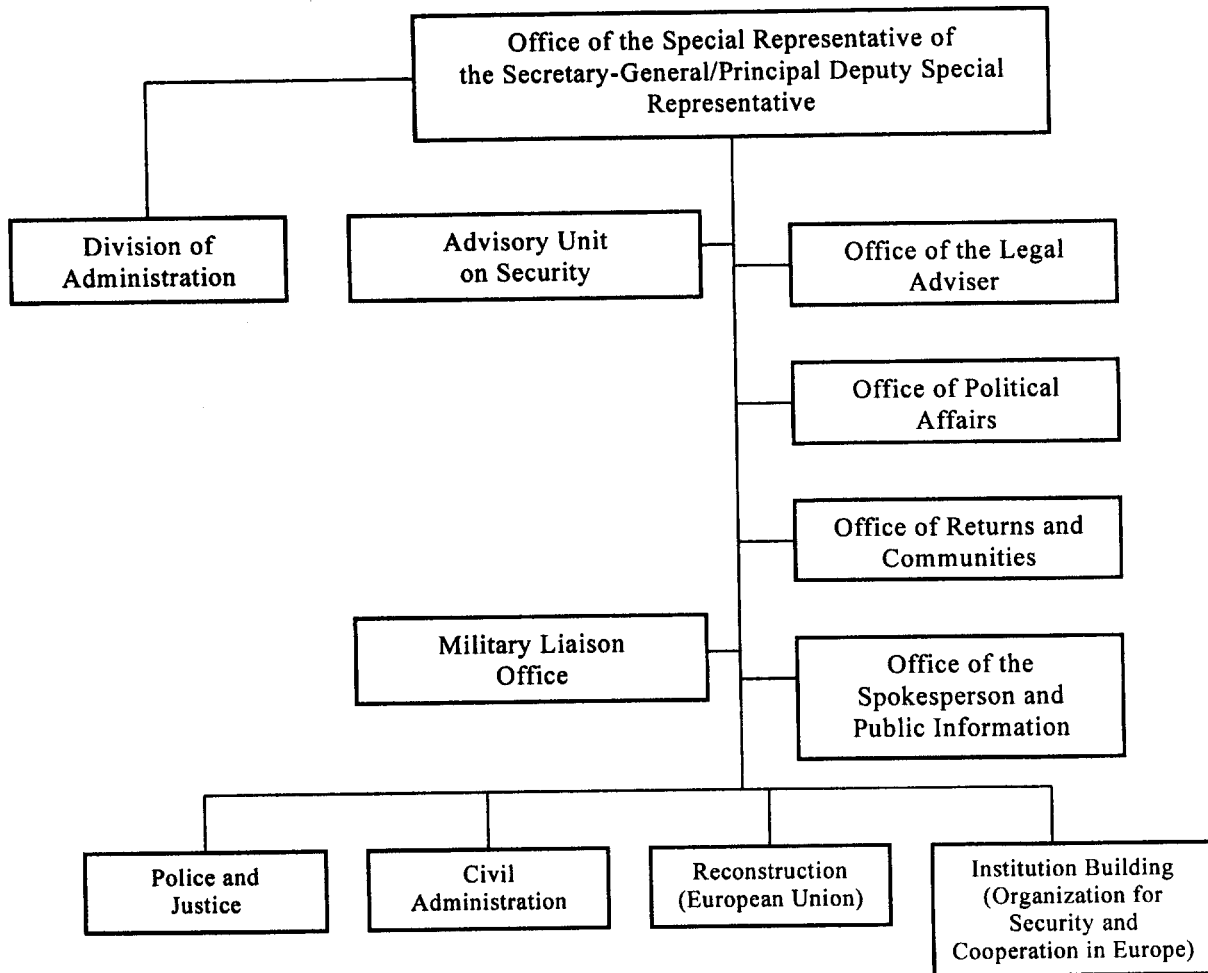 Office of the Special Representative of
the Secretary-General/Principal Deputy Special
Representative
Division of
Administration
Advisory Unit
on Security
Office of the Legal
Adviser
Office of Political
Affairs
Office of Returns and
Communities
Military Liaison
Office
Office of the
Spokesperson and
Public Information
Police and
Justice
Civil
Administration
Reconstruction
(European Union)
Institution Building
(Organization for
Security and
Cooperation in Europe)